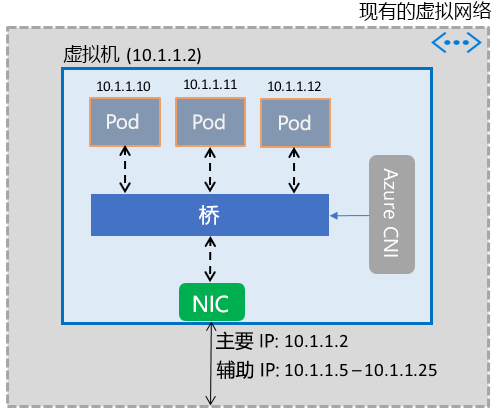 现有的虚拟网络
虚拟机 (10.1.1.2)
10.1.1.10
10.1.1.11
10.1.1.12
Pod
Pod
Pod
Azure CNI
桥
NIC
主要 IP: 10.1.1.2
辅助 IP: 10.1.1.5 – 10.1.1.25